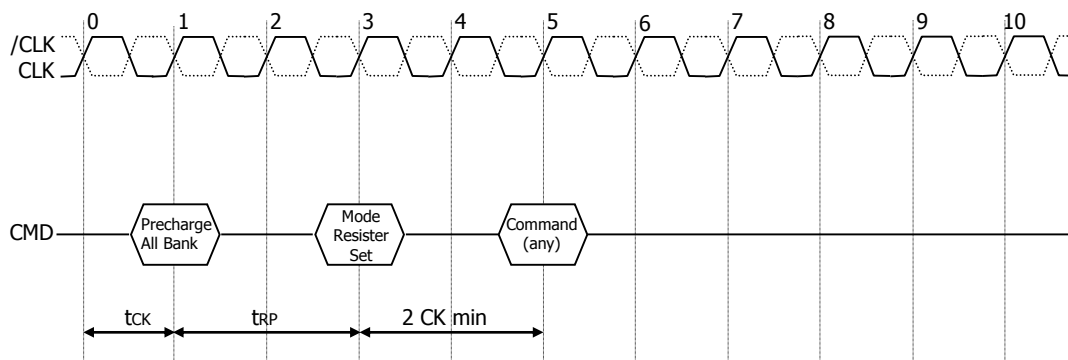 0 1 2 3 4 5 6 7 8 9 10
/CLK
CLK
CMD
Precharge
All Bank
Mode
Resister
Set
Command
(any)
tCK
tRP
2 CK min